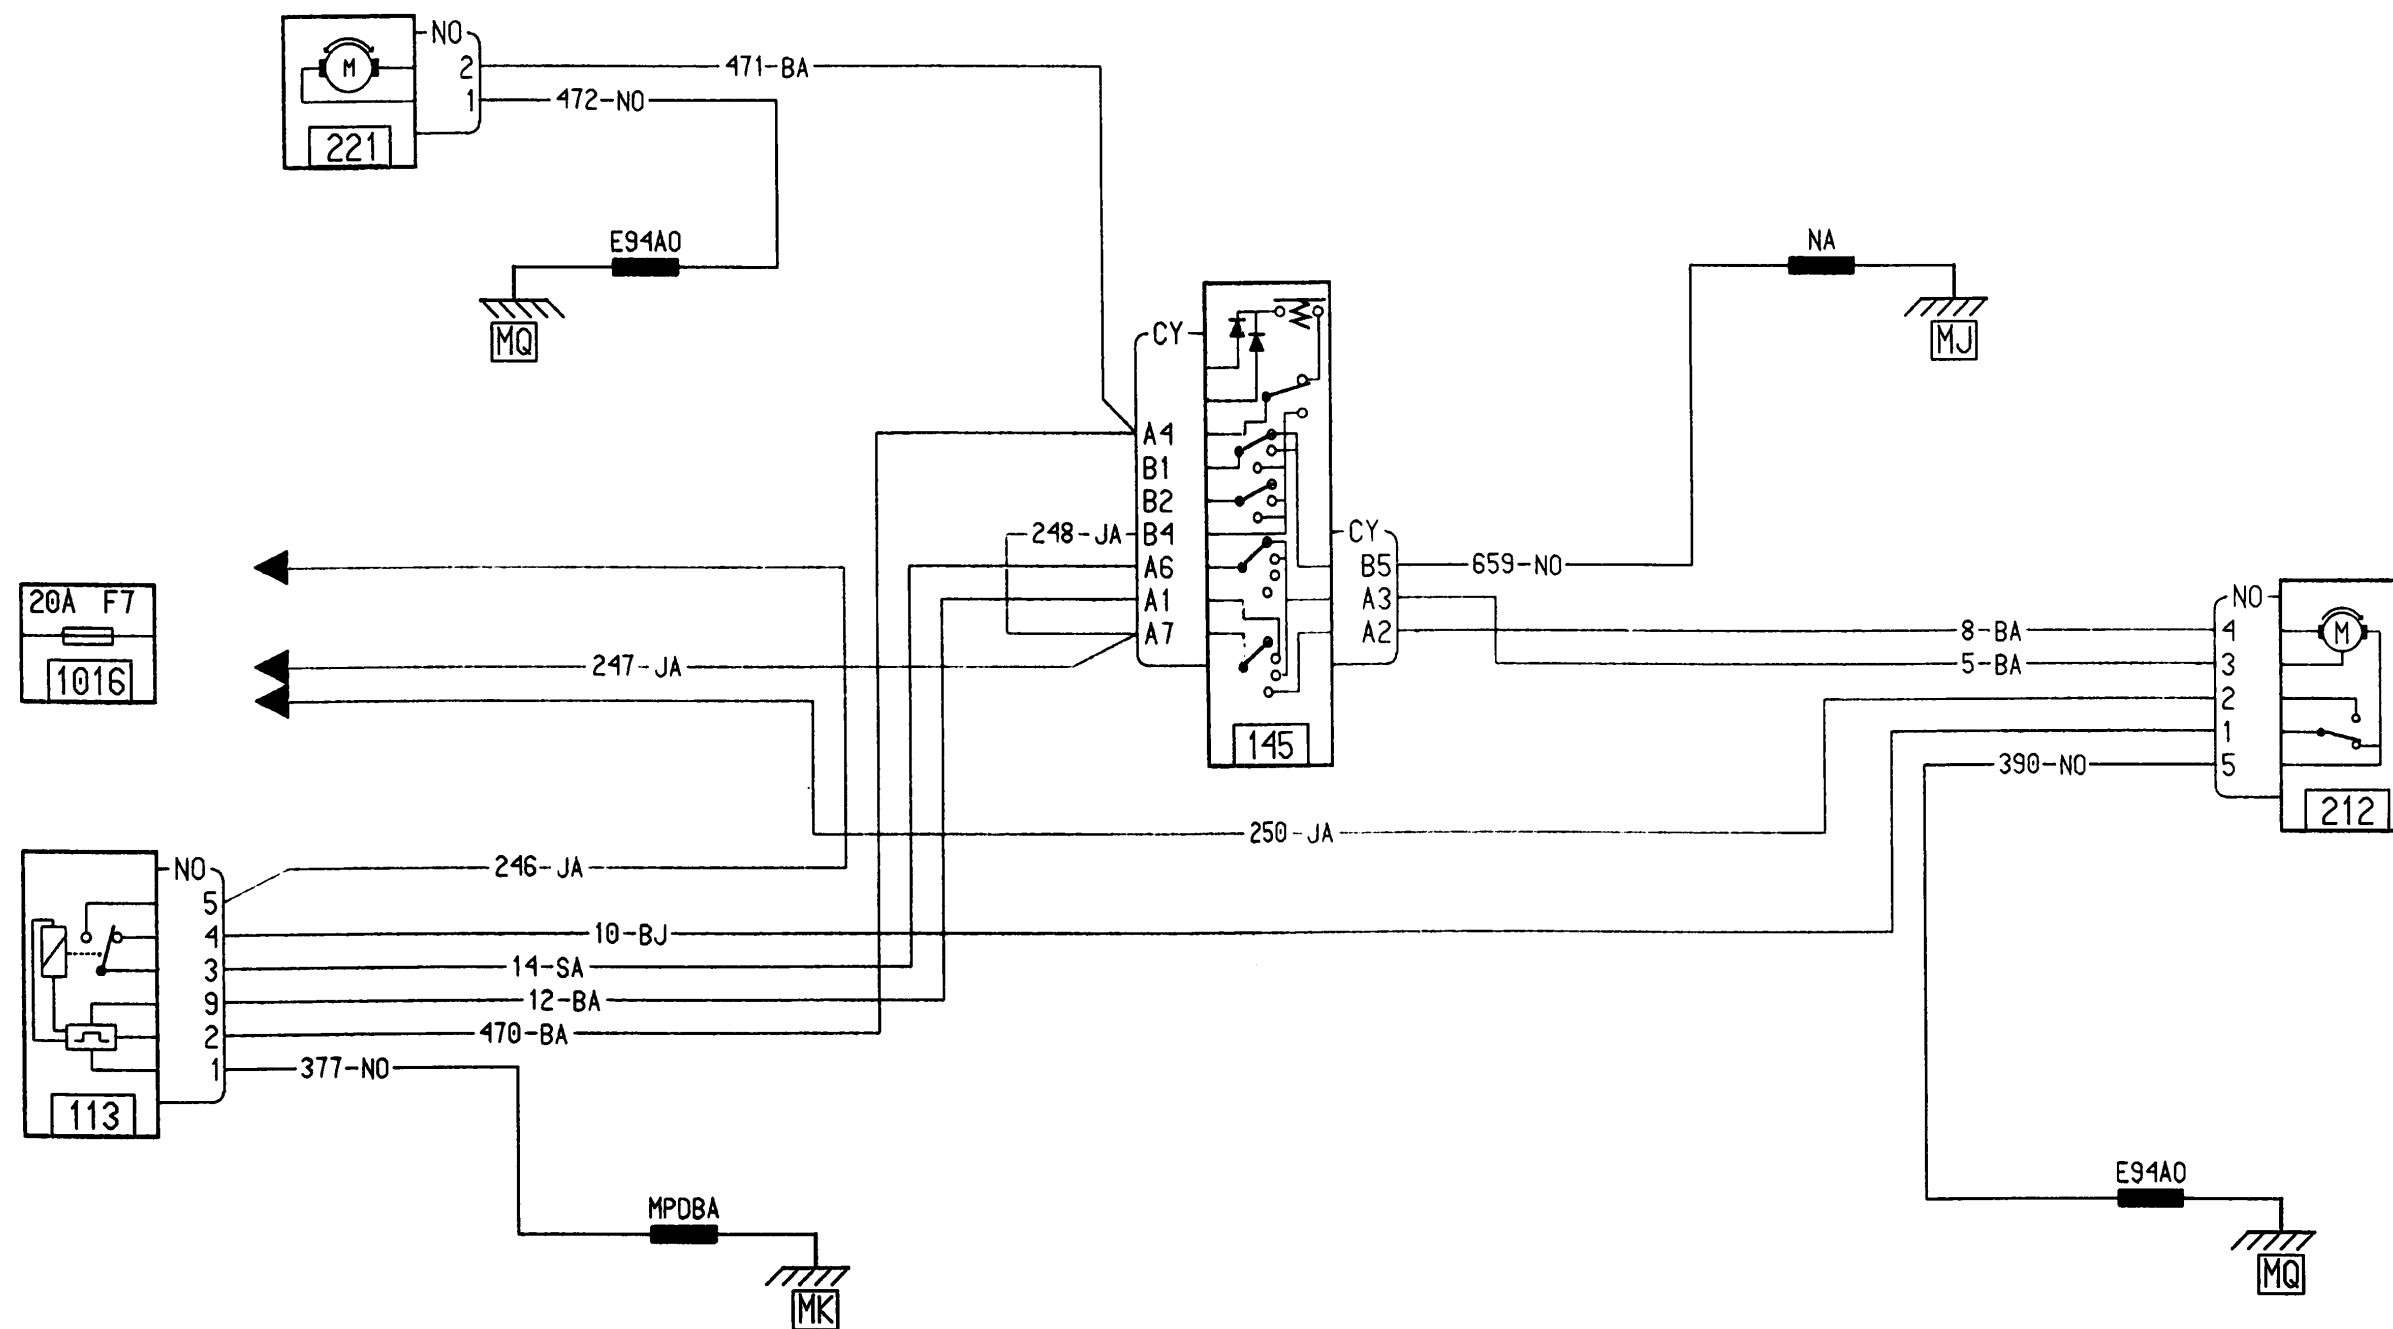 NO
M
2
471-BA
1
472-NO
221
E94A0
MQ
NA
MJ
CY
A4
B1
B2
248-JA
B4
A6
A1
A7
145
CY
B5
659-NO
A3
A2
20A F7
1016
247-JA
NO
8-BA
4
M
5-BA
3
2
1
390-NO
5
212
250-JA
NO
246-JA
5
4
10-BJ
3
14-SA
9
12-BA
2
470-BA
1
377-NO
113
MPDBA
MK
E94A0
MQ